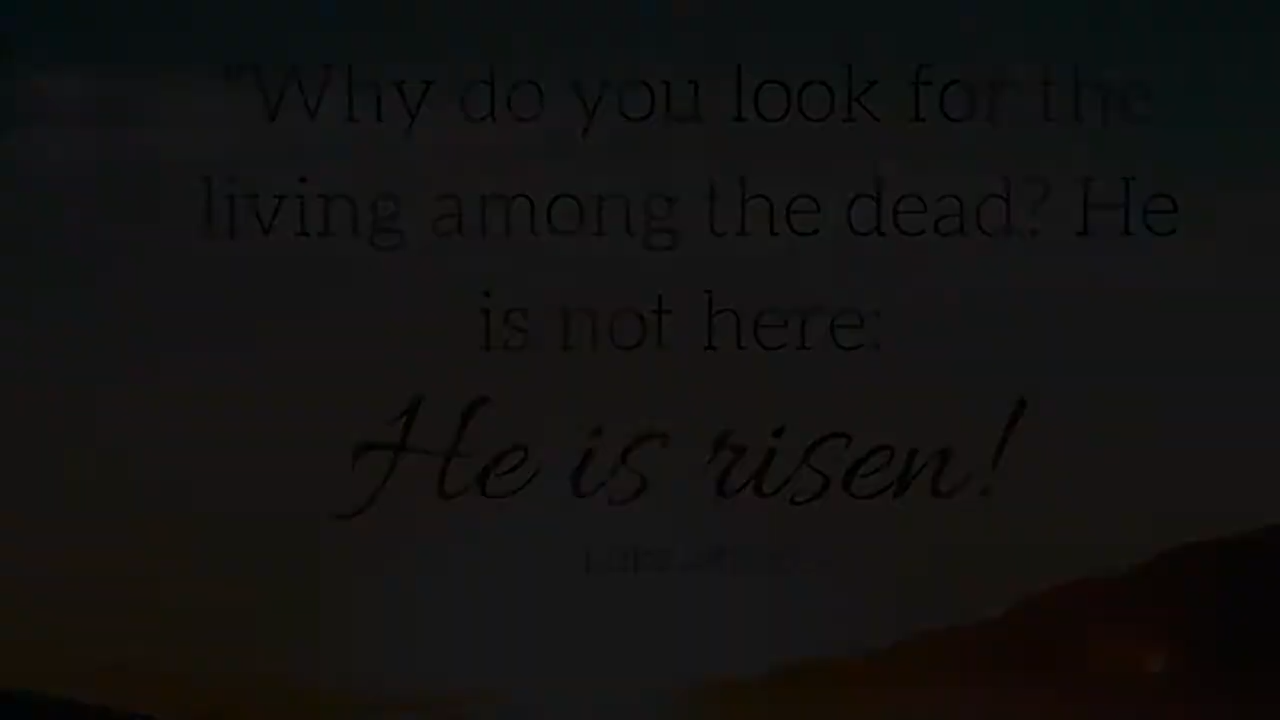 "Why do you look for the
living among the dead? He
is not here:
He is risen!